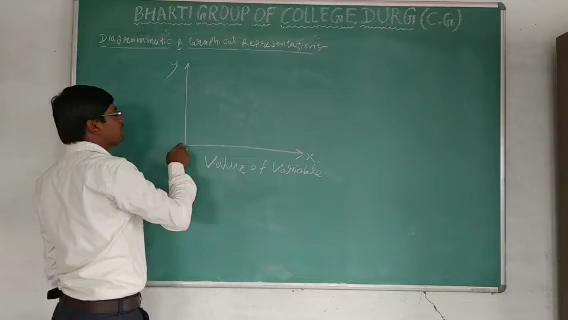 BHARTI GROUP OF COLLEGE, DURG (C.G)
Diagrammatic & Graphical Representations
y
x
Value of Variable